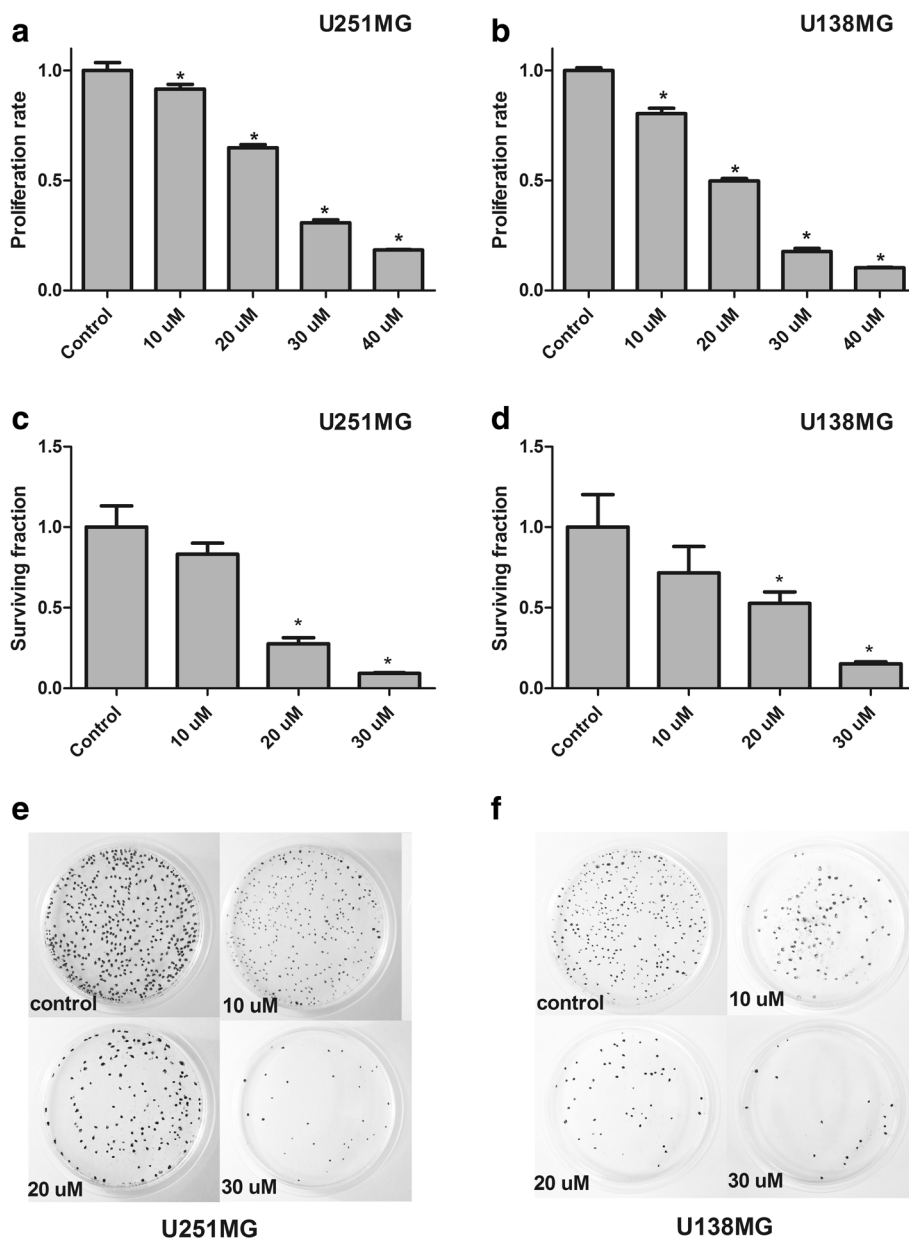 a
U251MG
Proliferation rate
1.0
0.5
0.0
*
*
*
*
Control
10 uM
20 uM
30 uM
40 uM
b
U138MG
Proliferation rate
1.0
0.5
0.0
*
*
*
*
Control
10 uM
20 uM
30 uM
40 uM
c
U251MG
Surviving fraction
1.5
1.0
0.5
0.0
*
*
Control
10 uM
20 uM
30 uM
d
U138MG
Surviving fraction
1.5
1.0
0.5
0.0
*
*
Control
10 uM
20 uM
30 uM
e
control
10 uM
20 uM
30 uM
U251MG
f
control
10 uM
20 uM
30 uM
U138MG